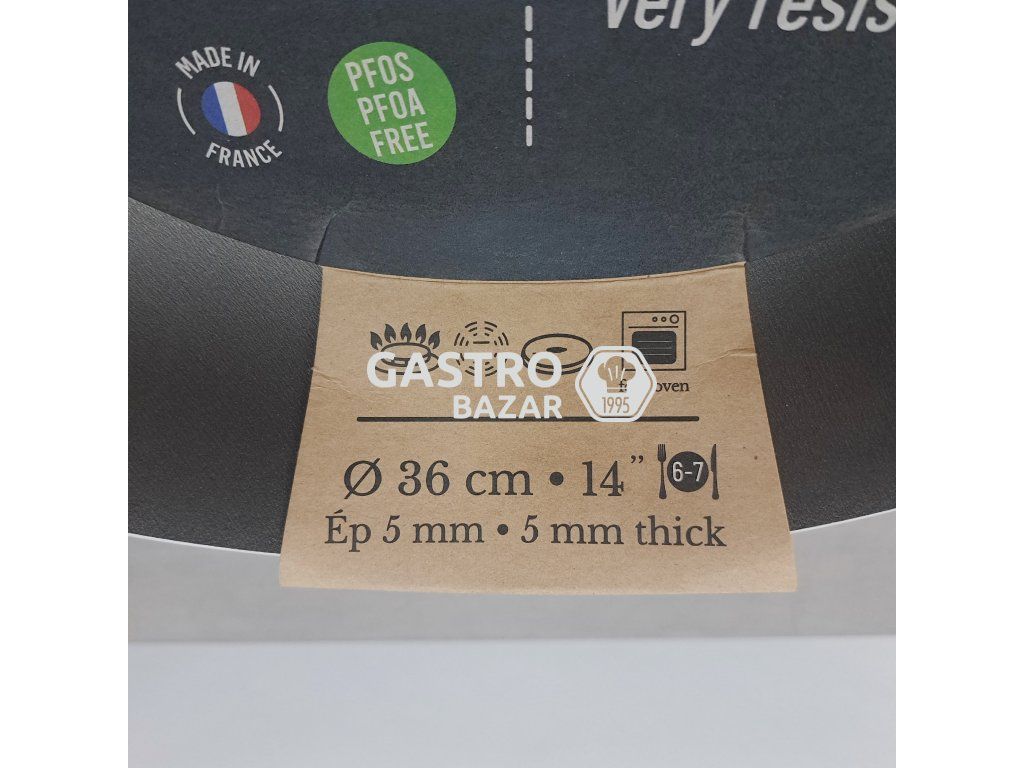 very resis
MADE IN
FRANCE
PFOS
PFOA
FREE
GASTRO
BAZAR
1995
oven
Ø 36 cm • 14” 6-7
Ép 5 mm • 5 mm thick